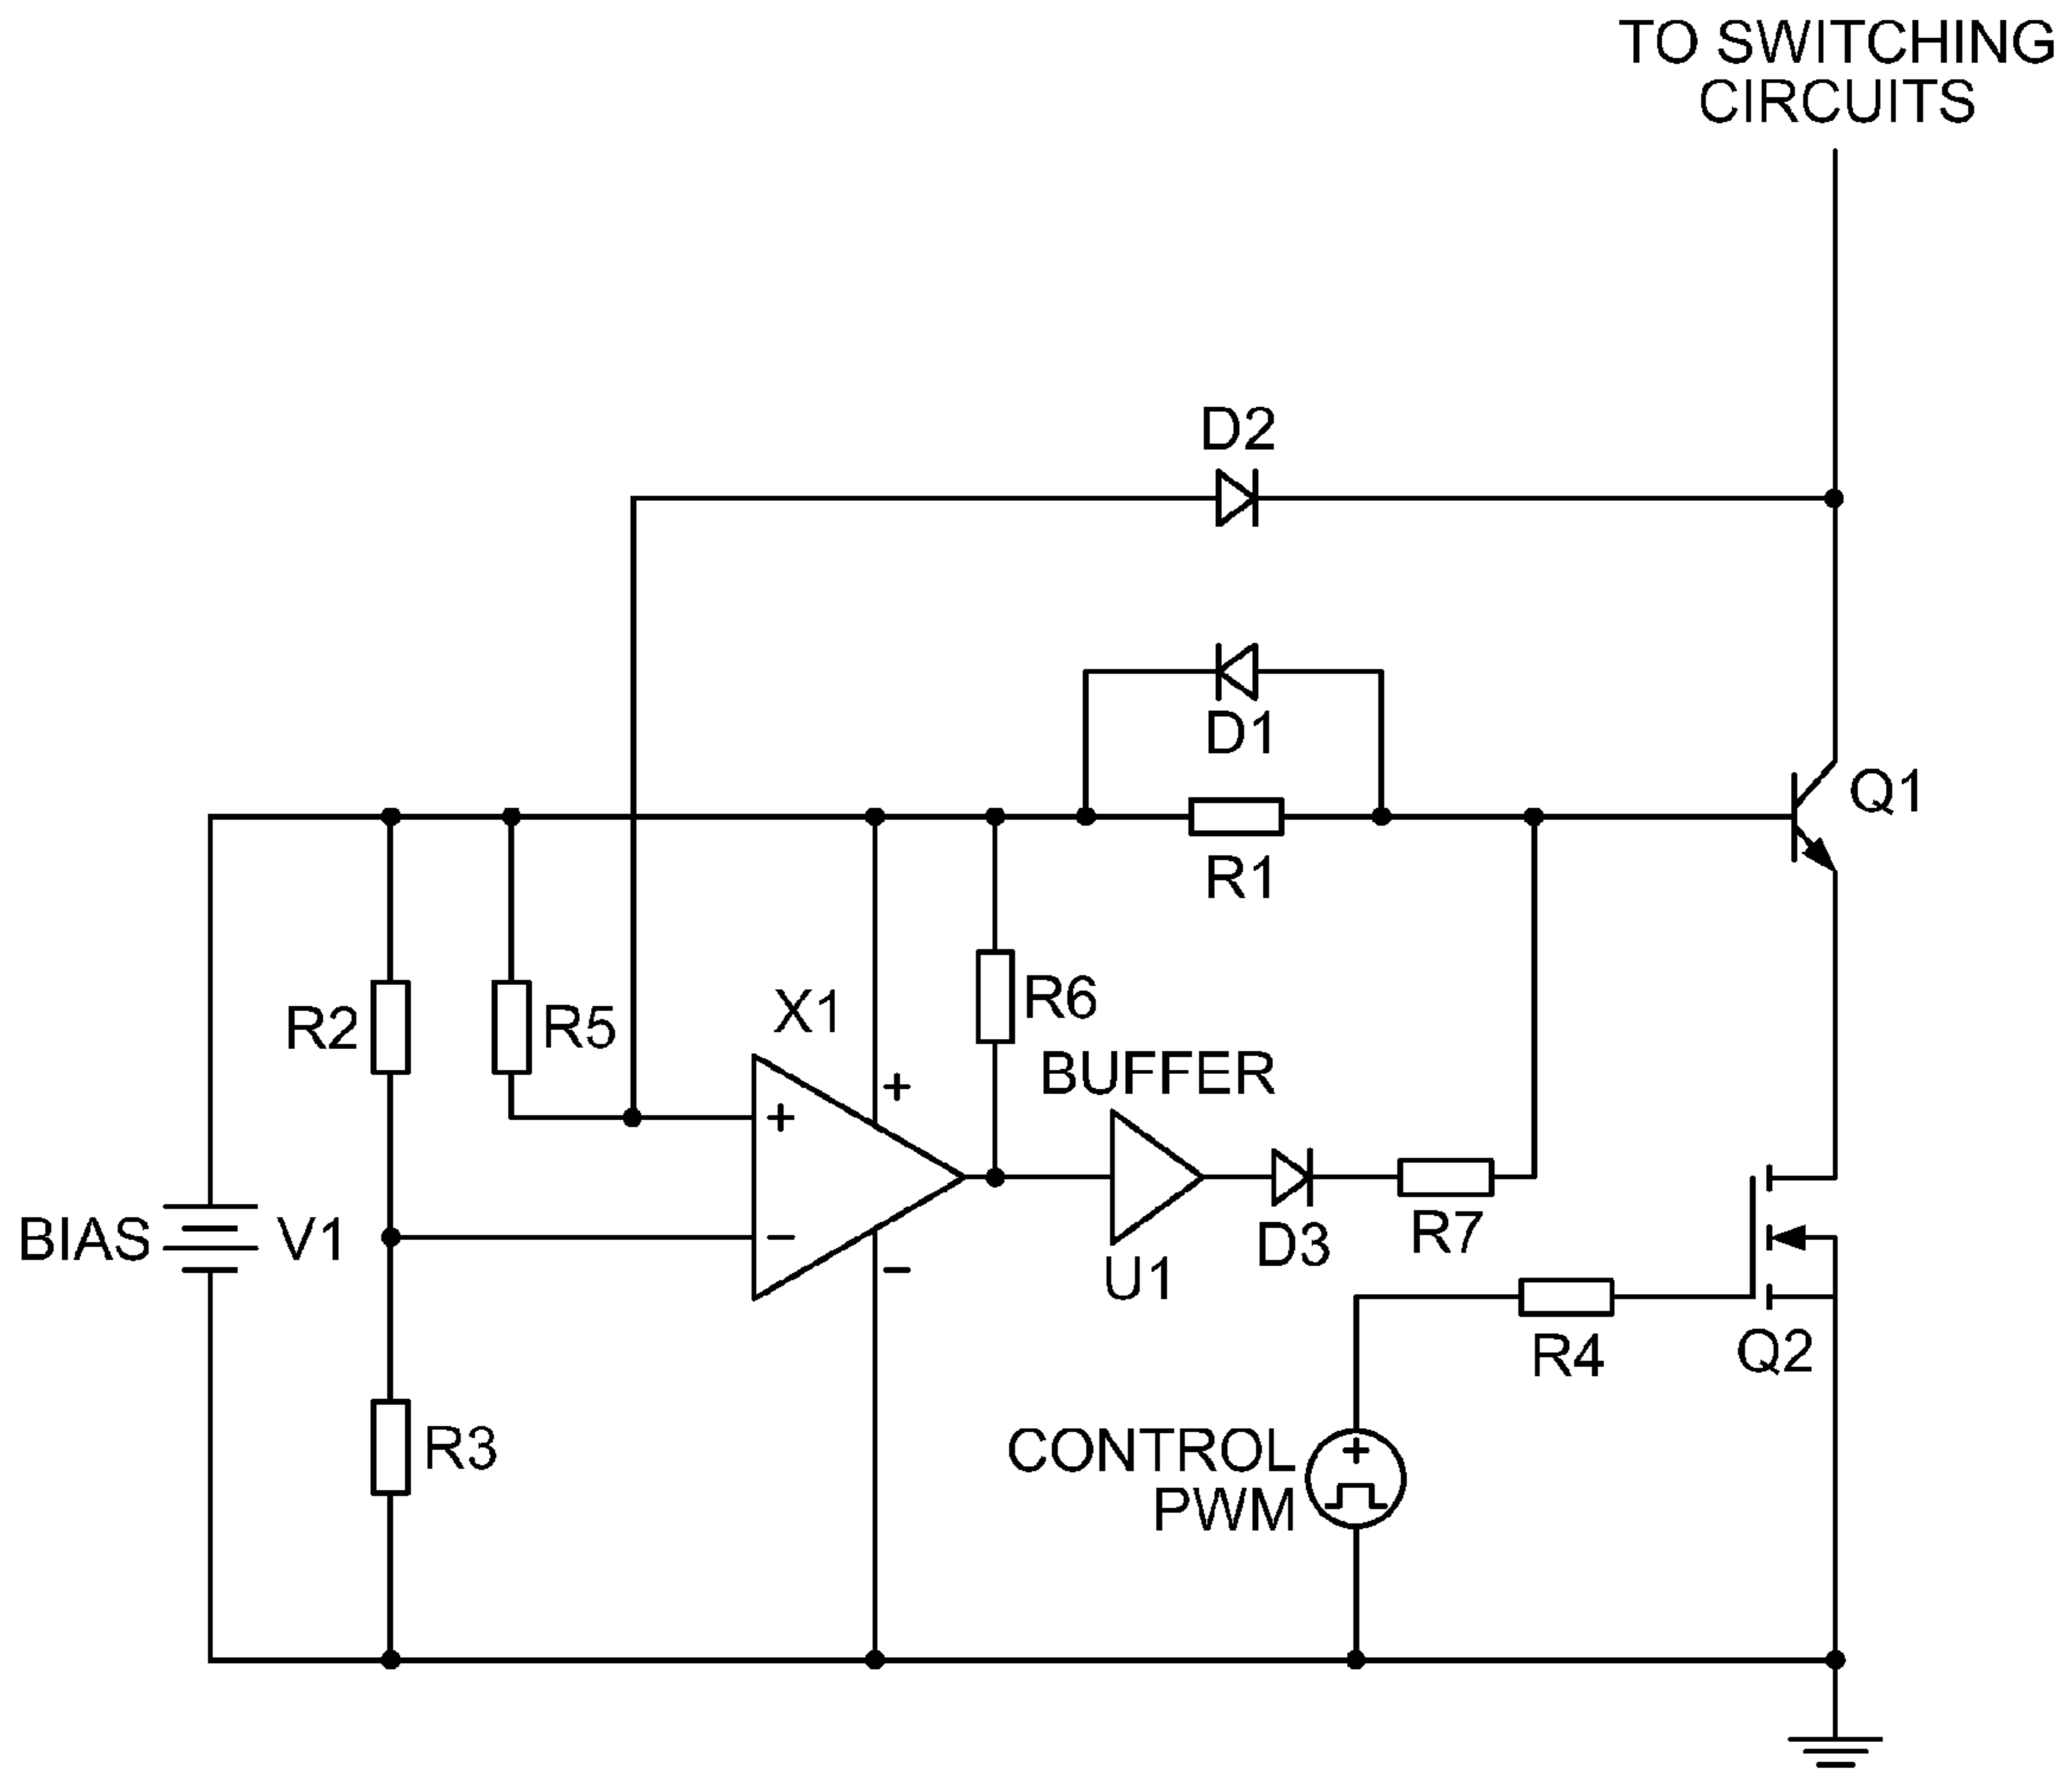 TO SWITCHING
CIRCUITS
D2
D1
Q1
R1
R2
R5
X1
R6
BUFFER
+
+
−
−
BIAS
V1
U1
D3
R7
R4
Q2
R3
CONTROL
PWM
+